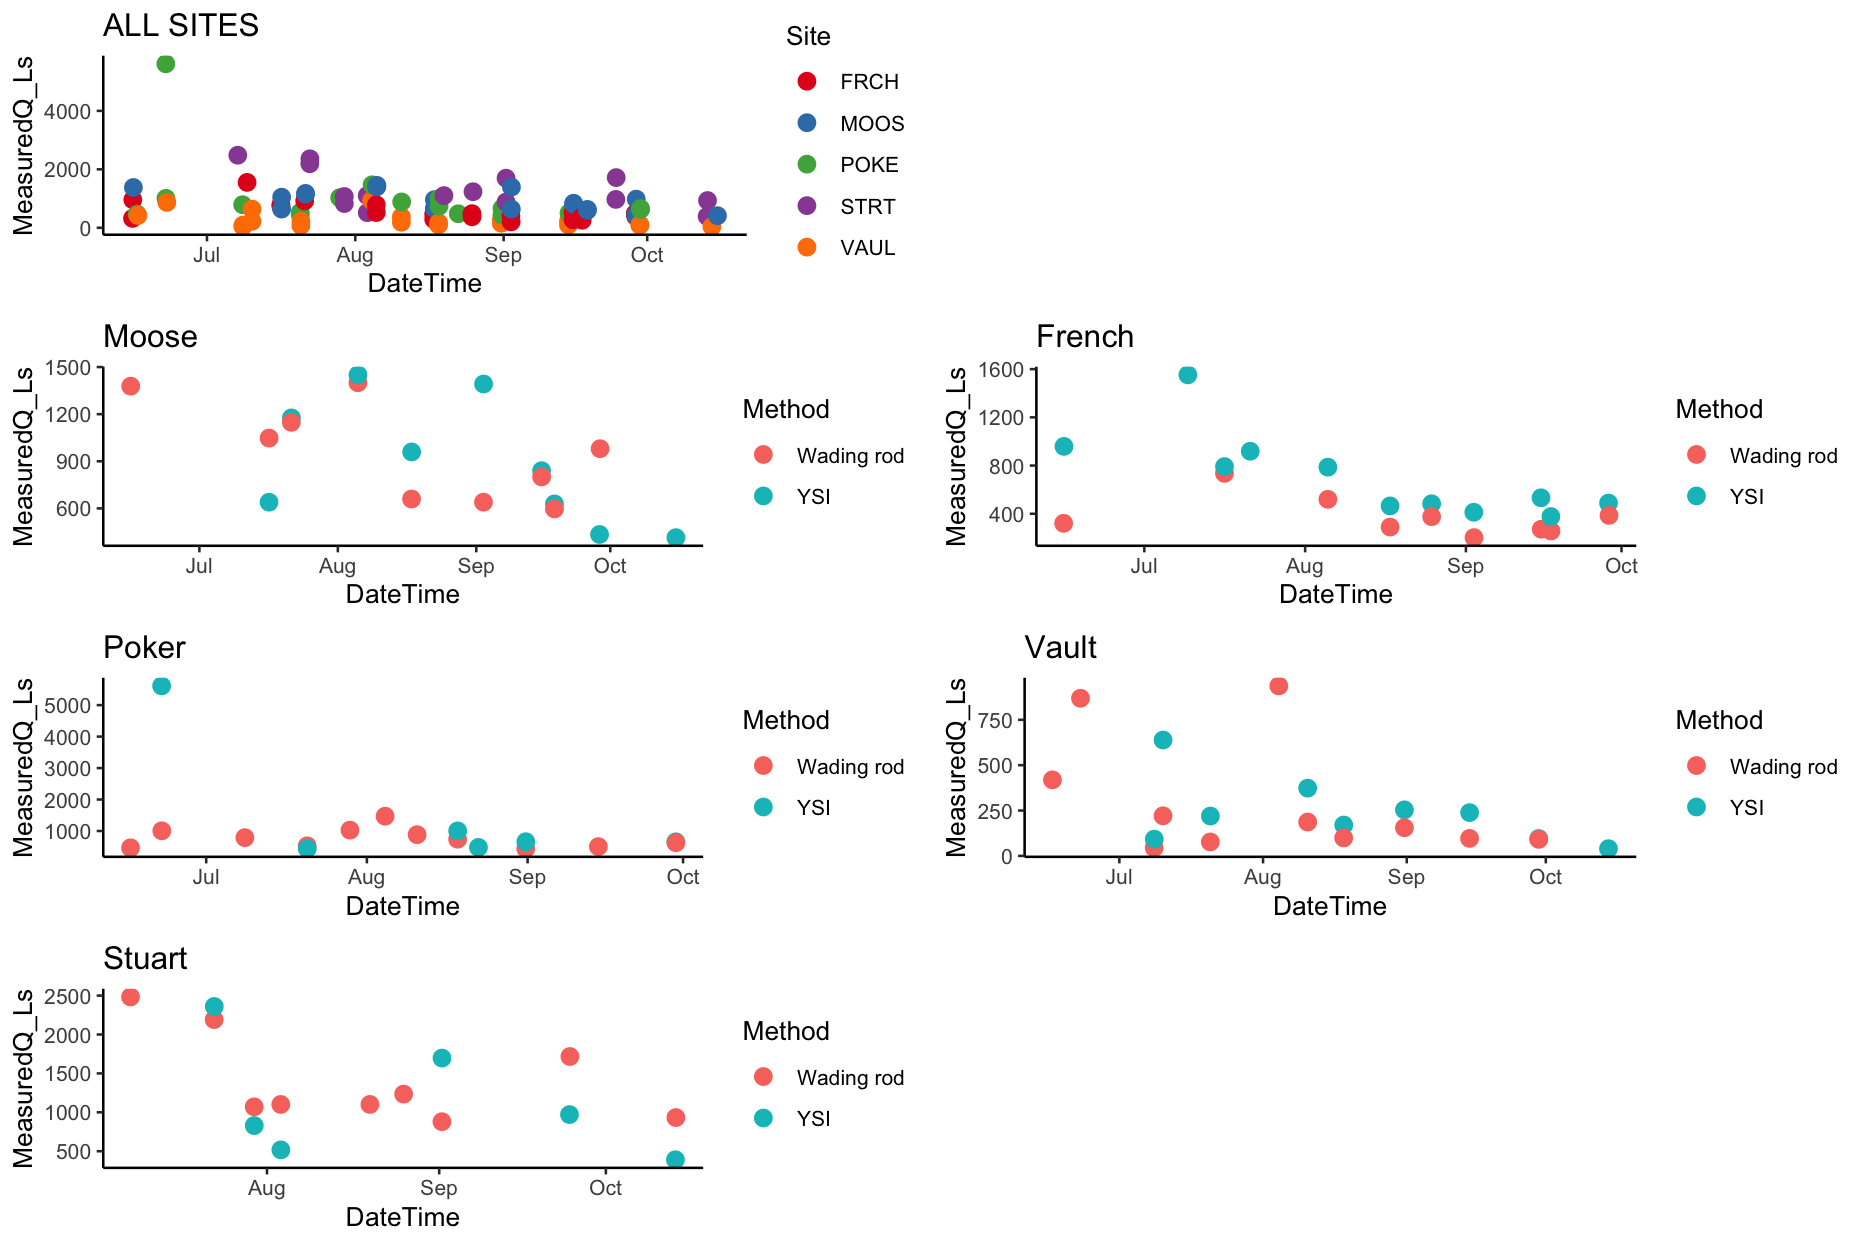 ALL SITES
MeasuredQ_Ls
4000
2000
0
Jul Aug Sep Oct
DateTime
Site
FRCH
MOOS
POKE
STRT
VAUL
Moose
MeasuredQ_Ls
1500
1200
900
600
Jul Aug Sep Oct
DateTime
Method
Wading rod
YSI
French
MeasuredQ_Ls
1600
1200
800
400
Jul Aug Sep Oct
DateTime
Method
Wading rod
YSI
Poker
MeasuredQ_Ls
5000
4000
3000
2000
1000
Jul Aug Sep Oct
DateTime
Method
Wading rod
YSI
Vault
MeasuredQ_Ls
750
500
250
0
Jul Aug Sep Oct
DateTime
Method
Wading rod
YSI
Stuart
MeasuredQ_Ls
2500
2000
1500
1000
500
Aug Sep Oct
DateTime
Method
Wading rod
YSI